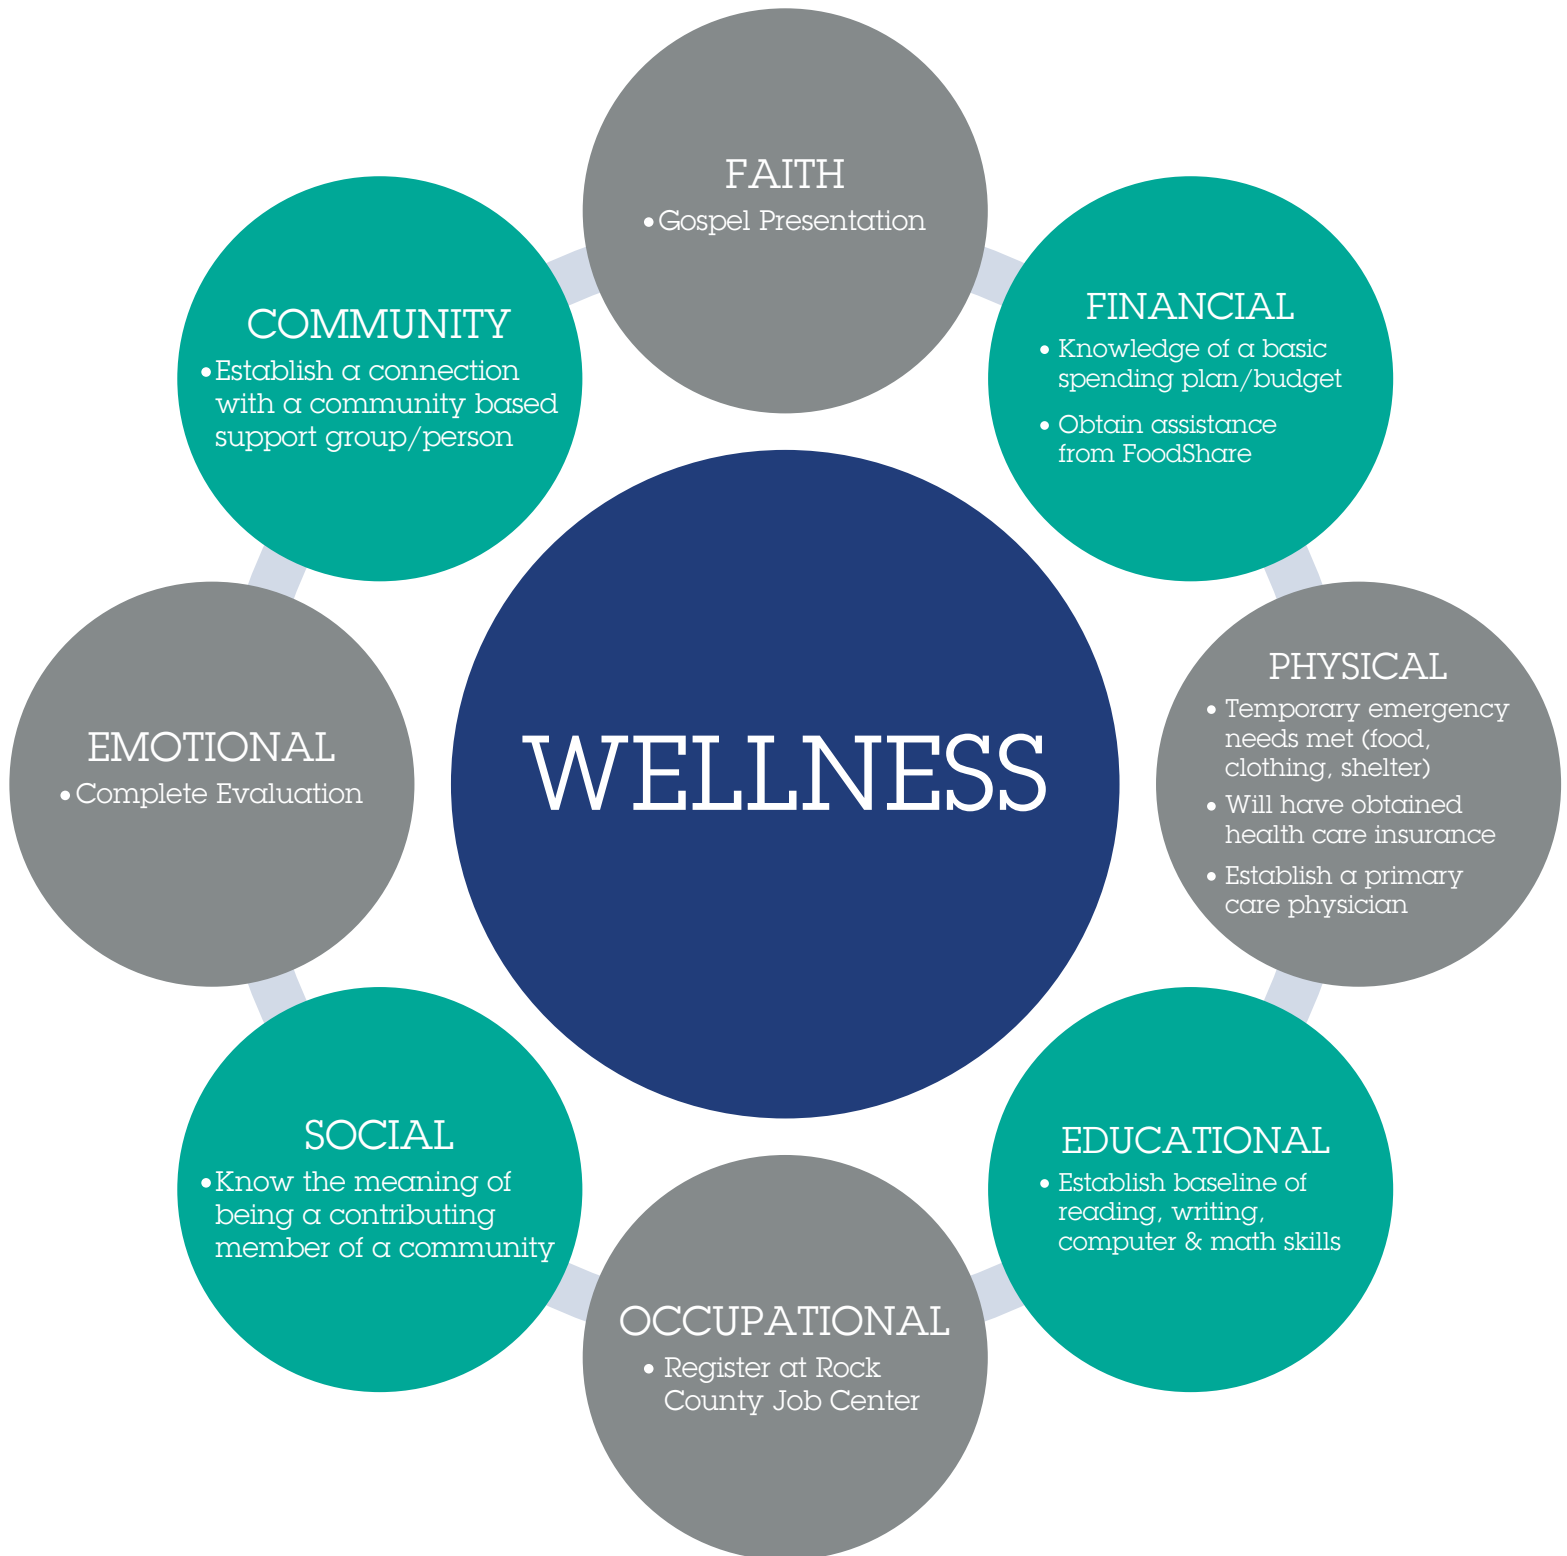 FAITH
• Gospel Presentation
FINANCIAL
• Knowledge of a basic
spending plan/budget
• Obtain assistance
from FoodShare
PHYSICAL
• Temporary emergency
needs met (food,
clothing, shelter)
• Will have obtained
health care insurance
• Establish a primary
care physician
EDUCATIONAL
• Establish baseline of
reading, writing,
computer & math skills
OCCUPATIONAL
• Register at Rock
County Job Center
SOCIAL
• Know the meaning of
being a contributing
member of a community
EMOTIONAL
• Complete Evaluation
COMMUNITY
• Establish a connection
with a community based
support group/person
WELLNESS